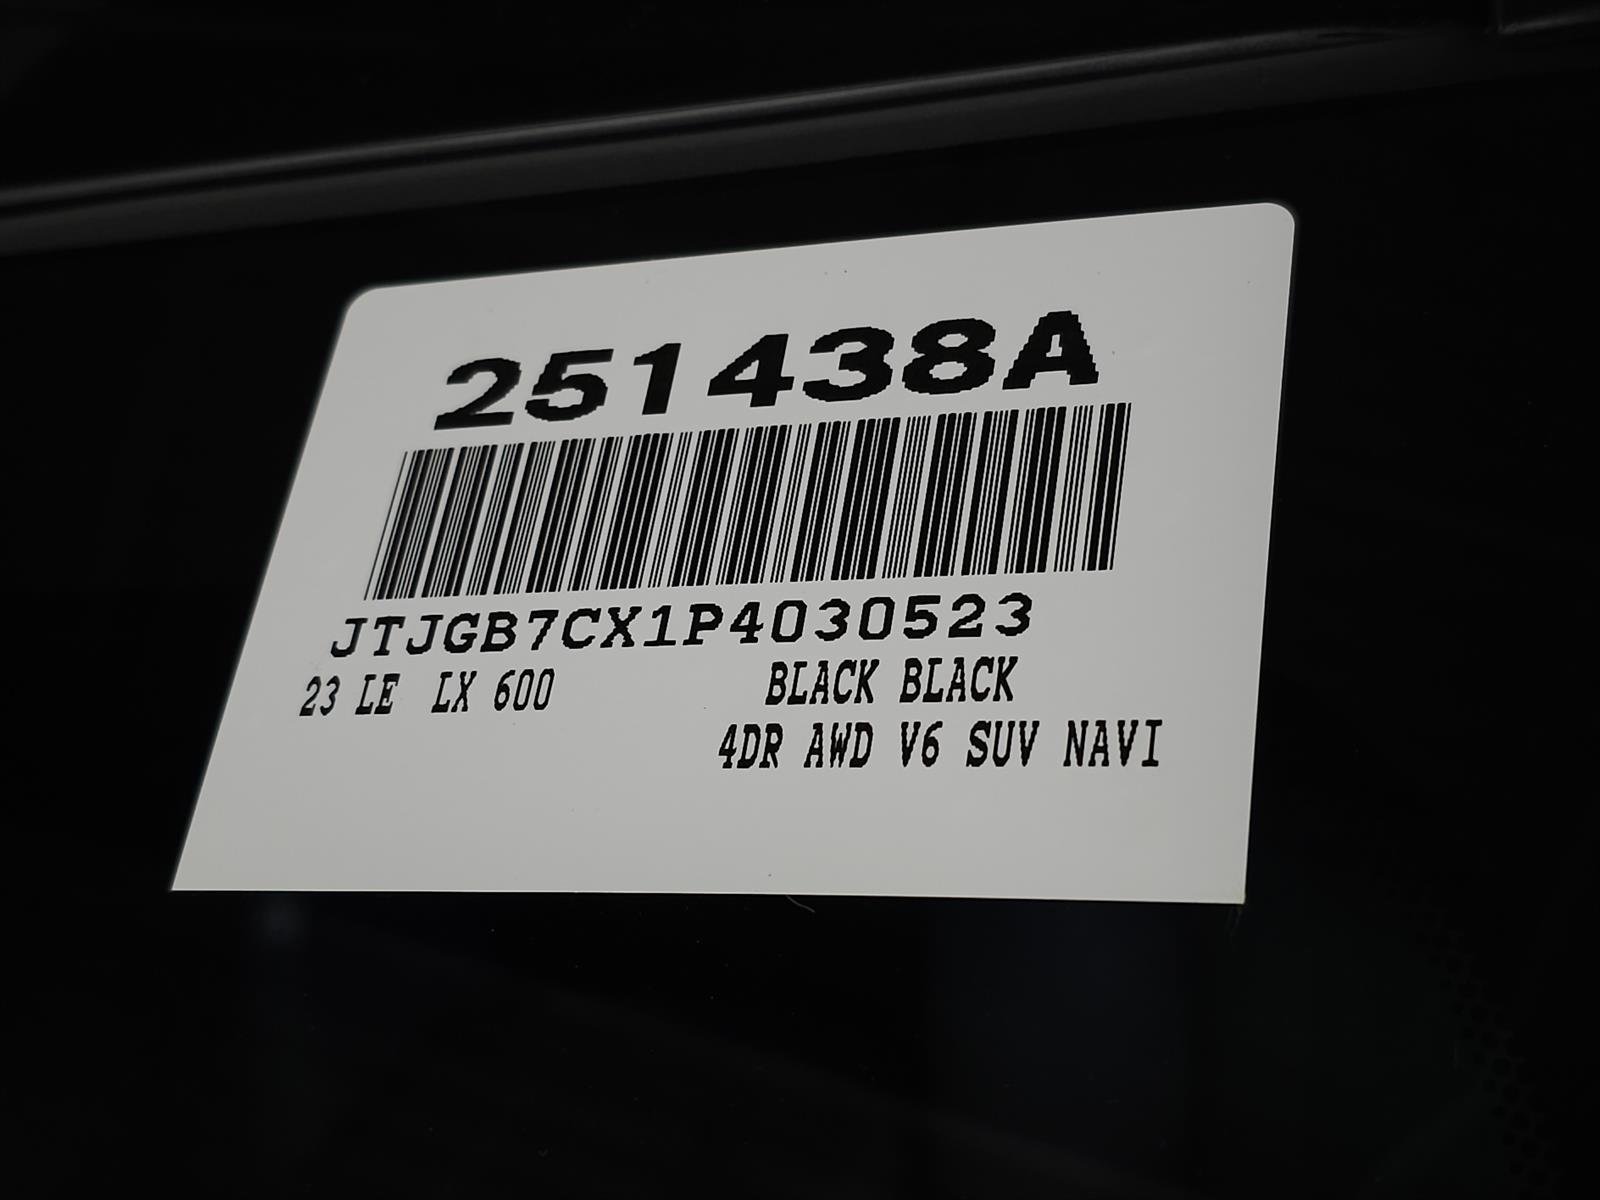 251438A
JTJGB7CX1P4030523
23 LE LX 600 BLACK BLACK
4DR AWD V6 SUV NAVI